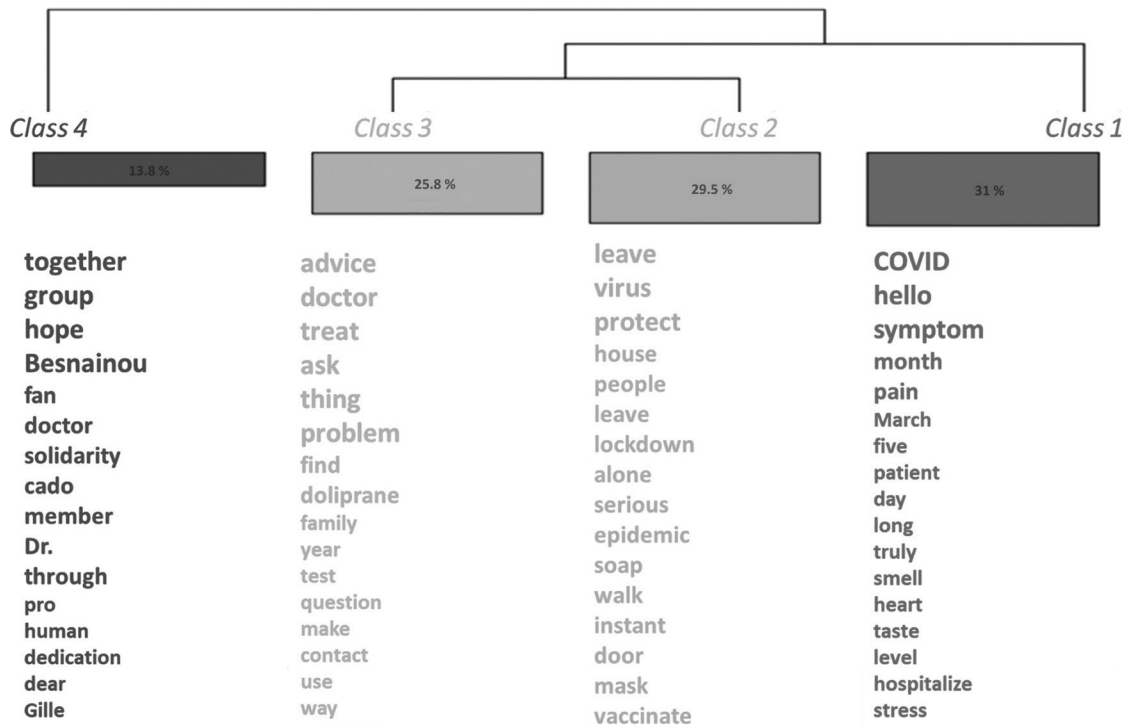 Class 4
Class 3
Class 2
Class 1
13.8 %
25.8 %
29.5 %
31 %
together
group
hope
Besnainou
fan
doctor
solidarity
cado
member
Dr.
through
pro
human
dedication
dear
Gille
advice
doctor
treat
ask
thing
problem
find
doliprane
family
year
test
question
make
contact
use
way
leave
virus
protect
house
people
leave
lockdown
alone
serious
epidemic
soap
walk
instant
door
mask
vaccinate
COVID
hello
symptom
month
pain
March
five
patient
day
long
truly
smell
heart
taste
level
hospitalize
stress